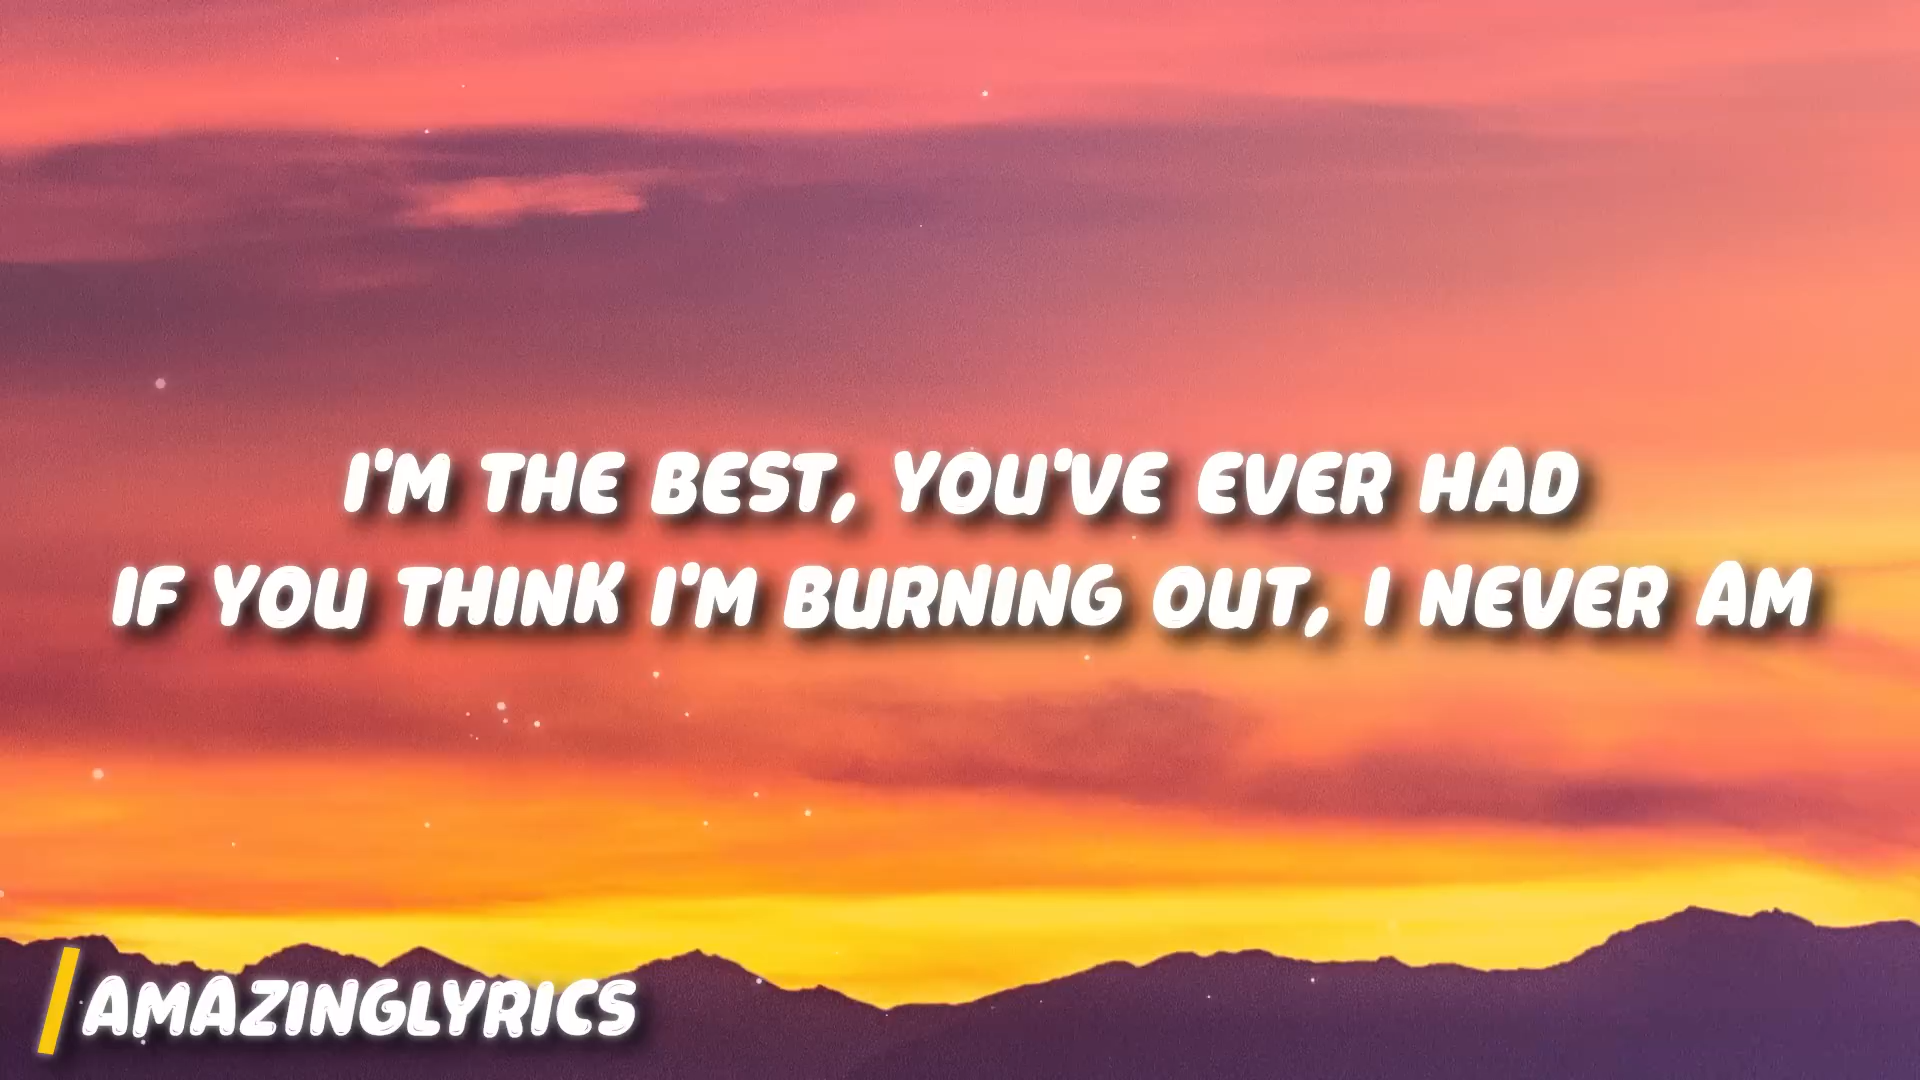 I'M THE BEST, YOU'VE EVER HAD
IF YOU THINK I'M BURNING OUT, I NEVER AM
AMAZINGLYRICS